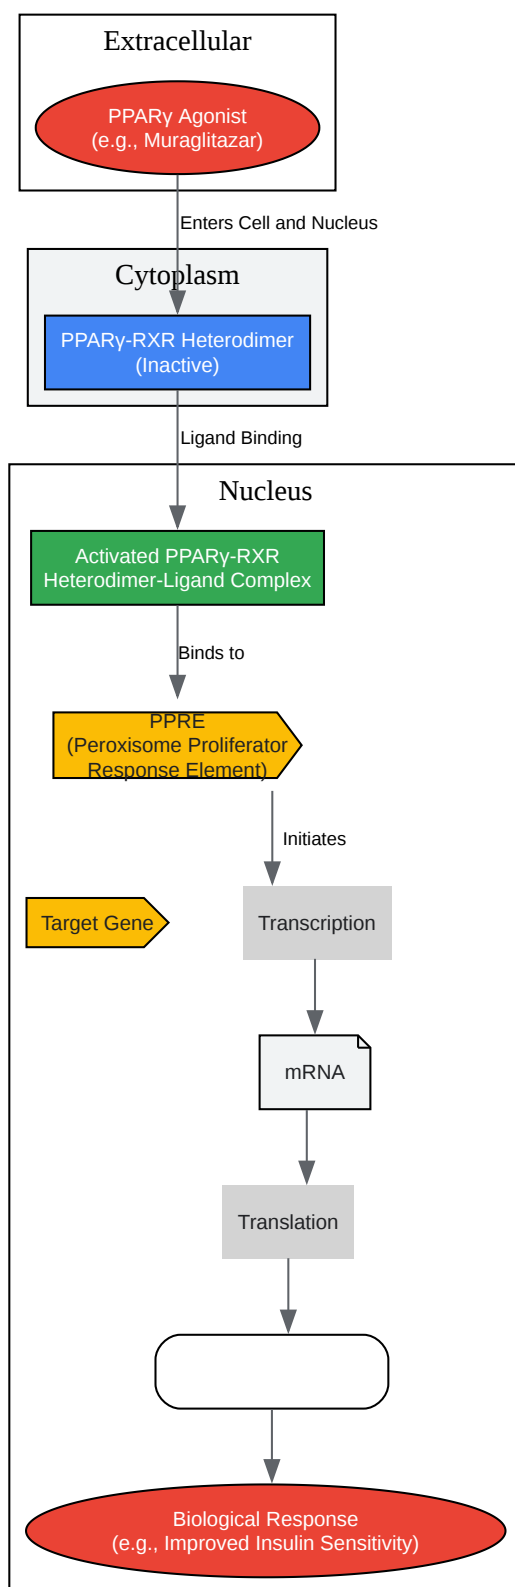 Extracellular
PPARγ Agonist
(e.g., Muraglitazar)
Enters Cell and Nucleus
Cytoplasm
PPARγ-RXR Heterodimer
(Inactive)
Ligand Binding
Nucleus
Activated PPARγ-RXR
Heterodimer-Ligand Complex
Binds to
PPRE
(Peroxisome Proliferator
Response Element)
Initiates
Target Gene
Transcription
mRNA
Translation
Biological Response
(e.g., Improved Insulin Sensitivity)